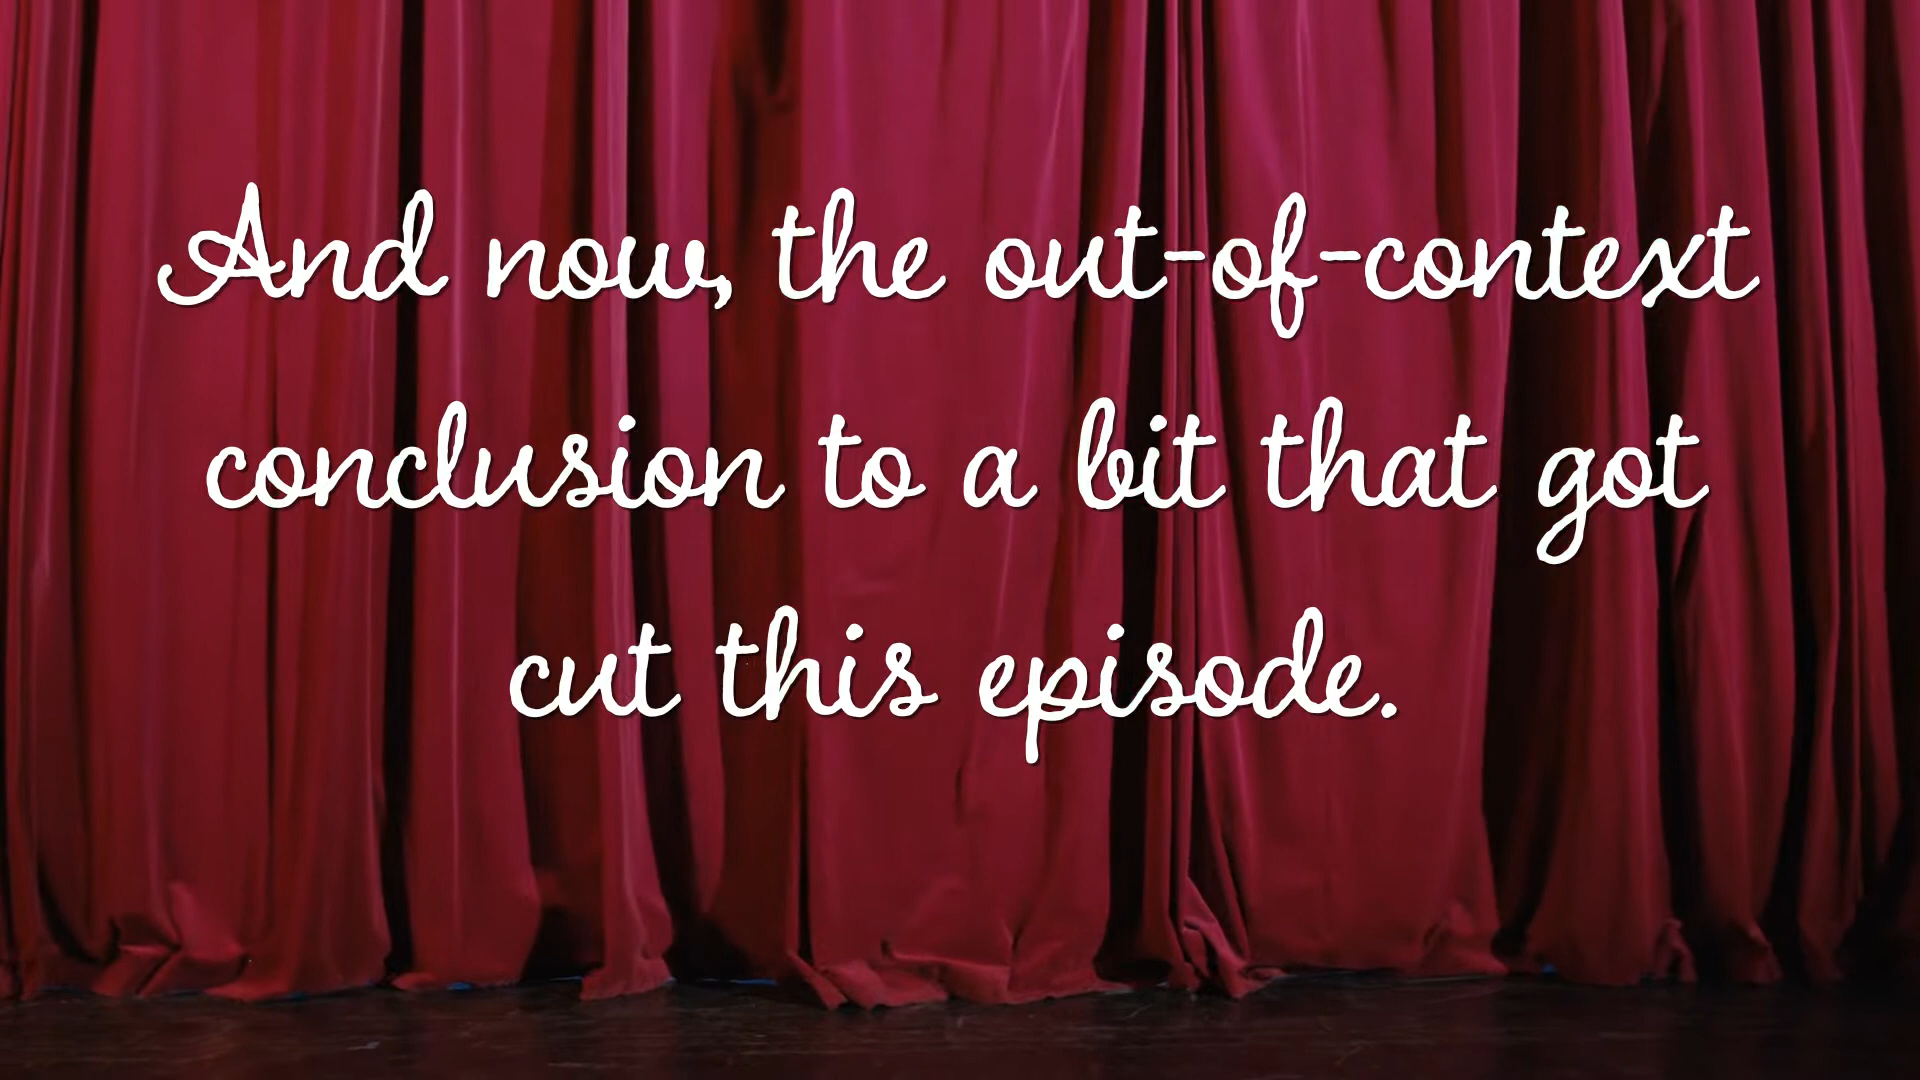 And now, the out-of-context
conclusion to a bit that got
cut this episode.